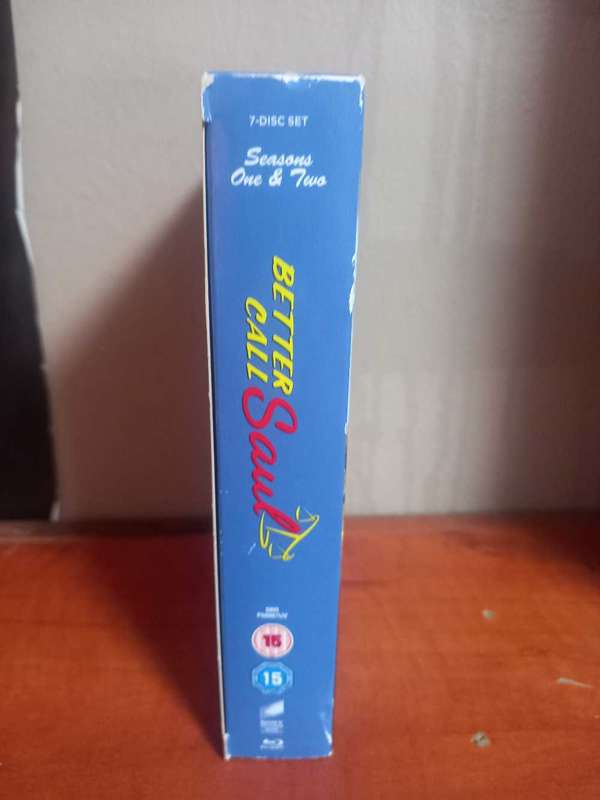 7-DISC SET
Seasons
One & Two
BETTER
CALL
Saul
15
15